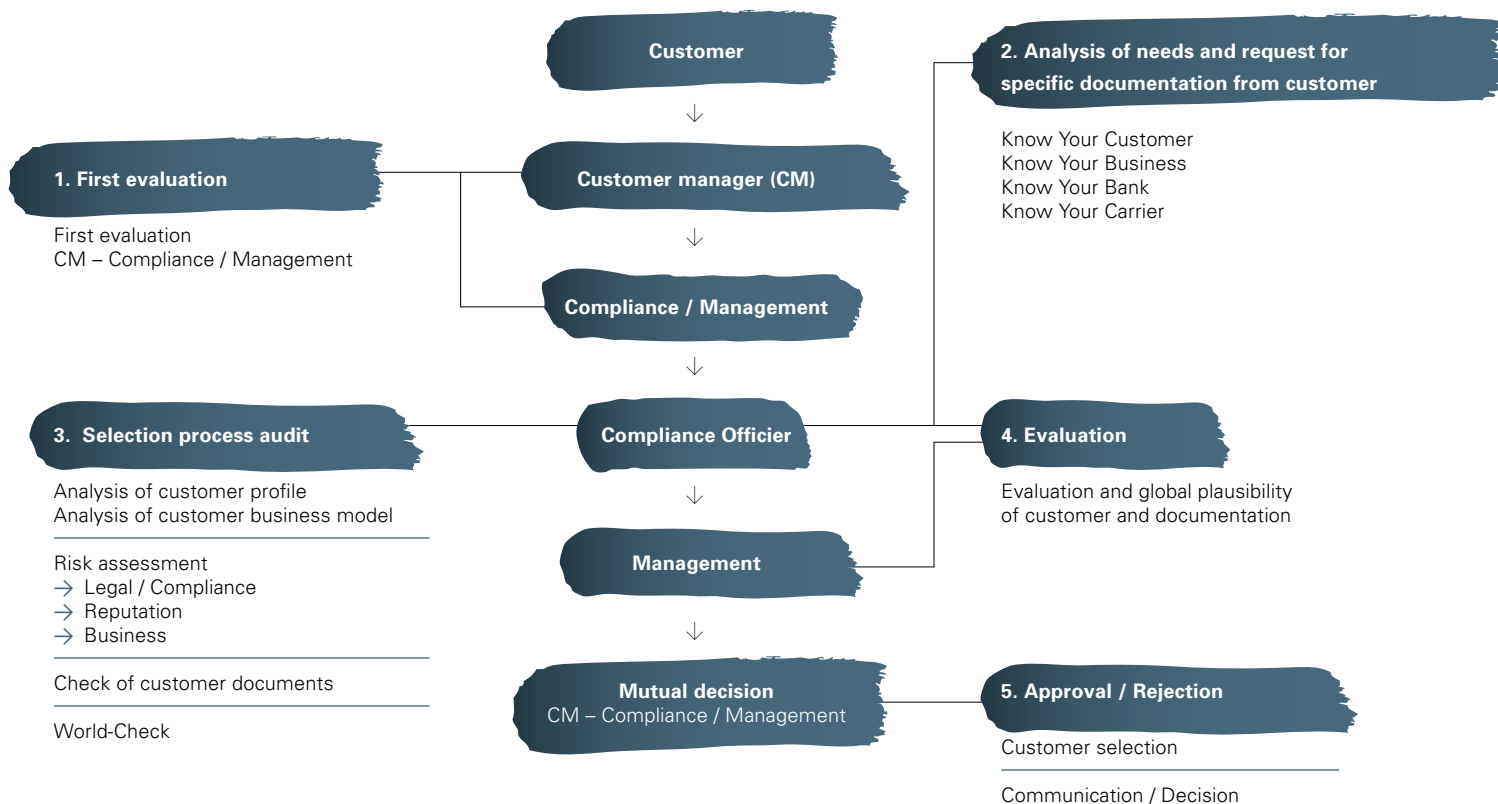 Customer
2. Analysis of needs and request for
specific documentation from customer
Know Your Customer
Know Your Business
Know Your Bank
Know Your Carrier
1. First evaluation
First evaluation
CM – Compliance / Management
Customer manager (CM)
Compliance / Management
3. Selection process audit
Analysis of customer profile
Analysis of customer business model
Risk assessment
→ Legal / Compliance
→ Reputation
→ Business
Check of customer documents
World-Check
Compliance Officier
4. Evaluation
Evaluation and global plausibility
of customer and documentation
Management
Mutual decision
CM – Compliance / Management
5. Approval / Rejection
Customer selection
Communication / Decision